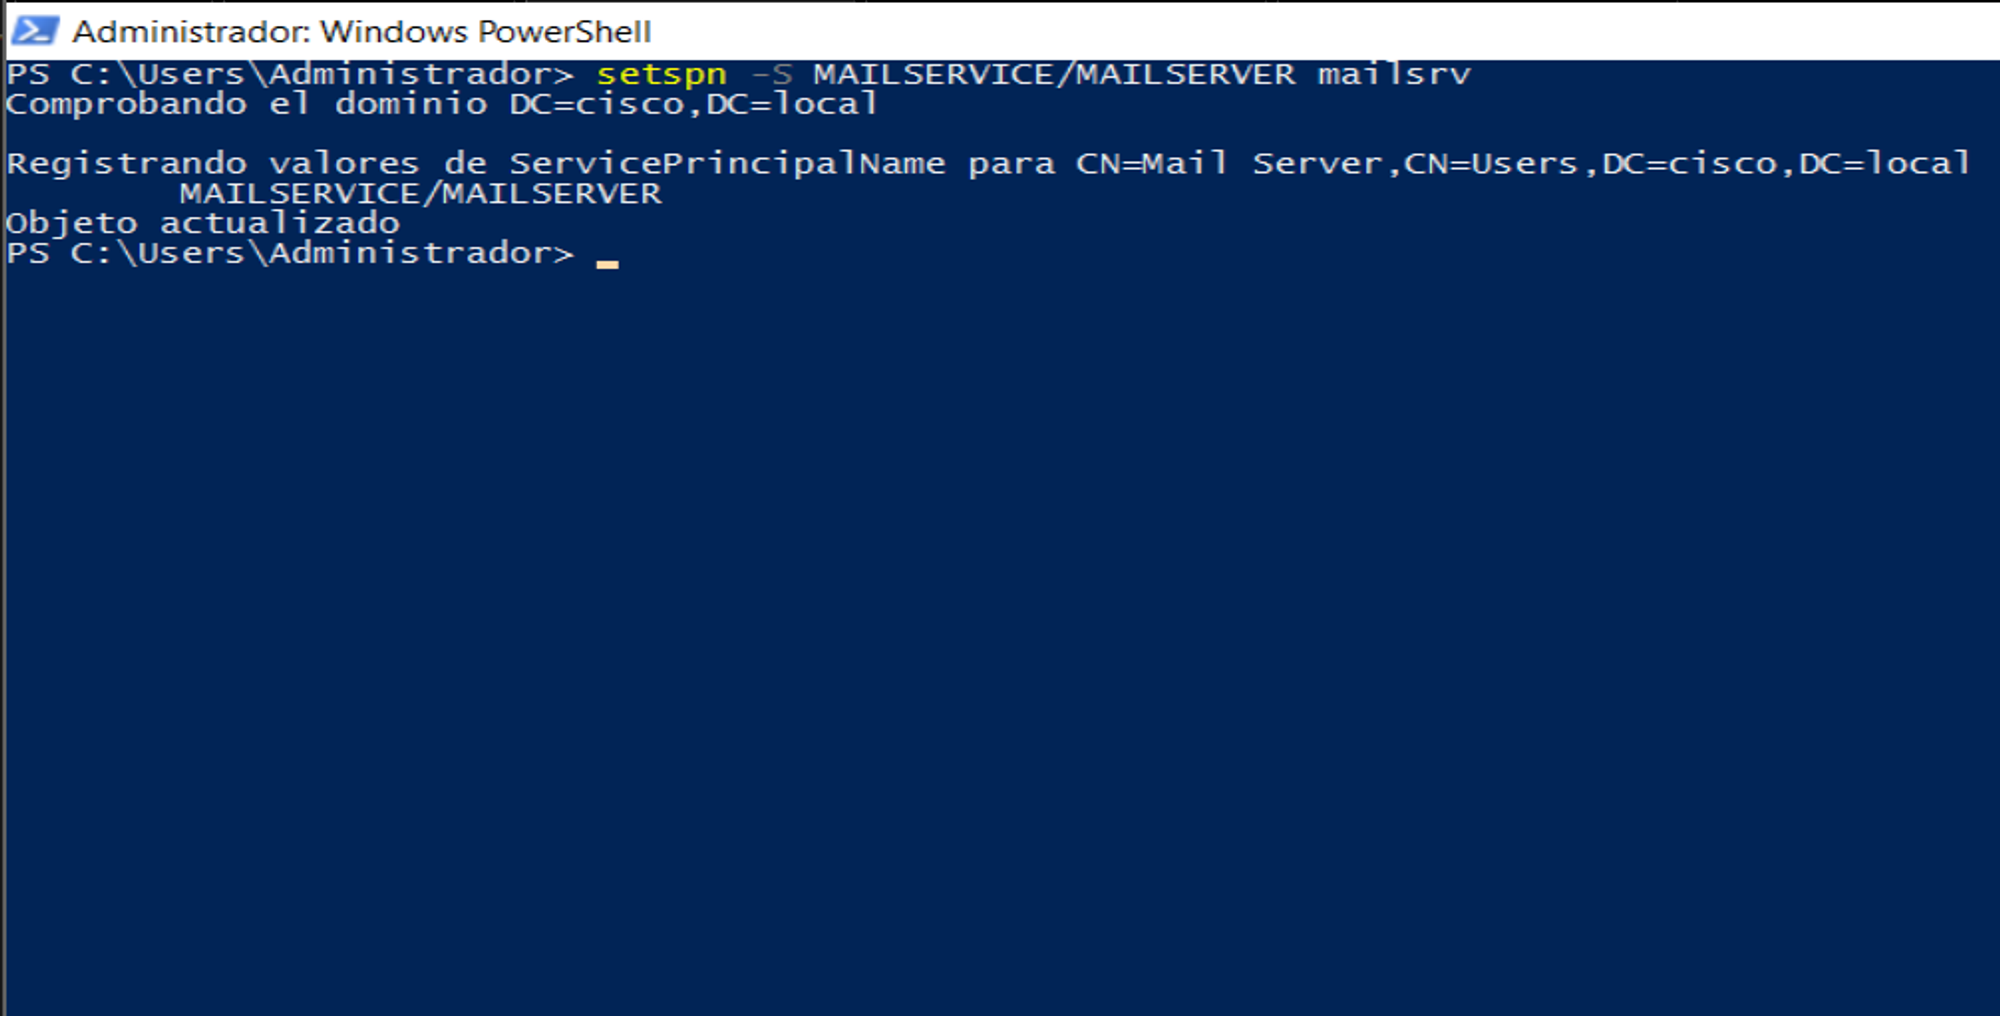 Administrador: Windows PowerShell
PS C:\Users\Administrador> setspn -S MAILSERVICE/MAILSERVER mailsrv
Comprobando el dominio DC=cisco,DC=local
Registrando valores de ServicePrincipalName para CN=Mail Server,CN=Users,DC=cisco,DC=local
MAILSERVICE/MAILSERVER
Objeto actualizado
PS C:\Users\Administrador>